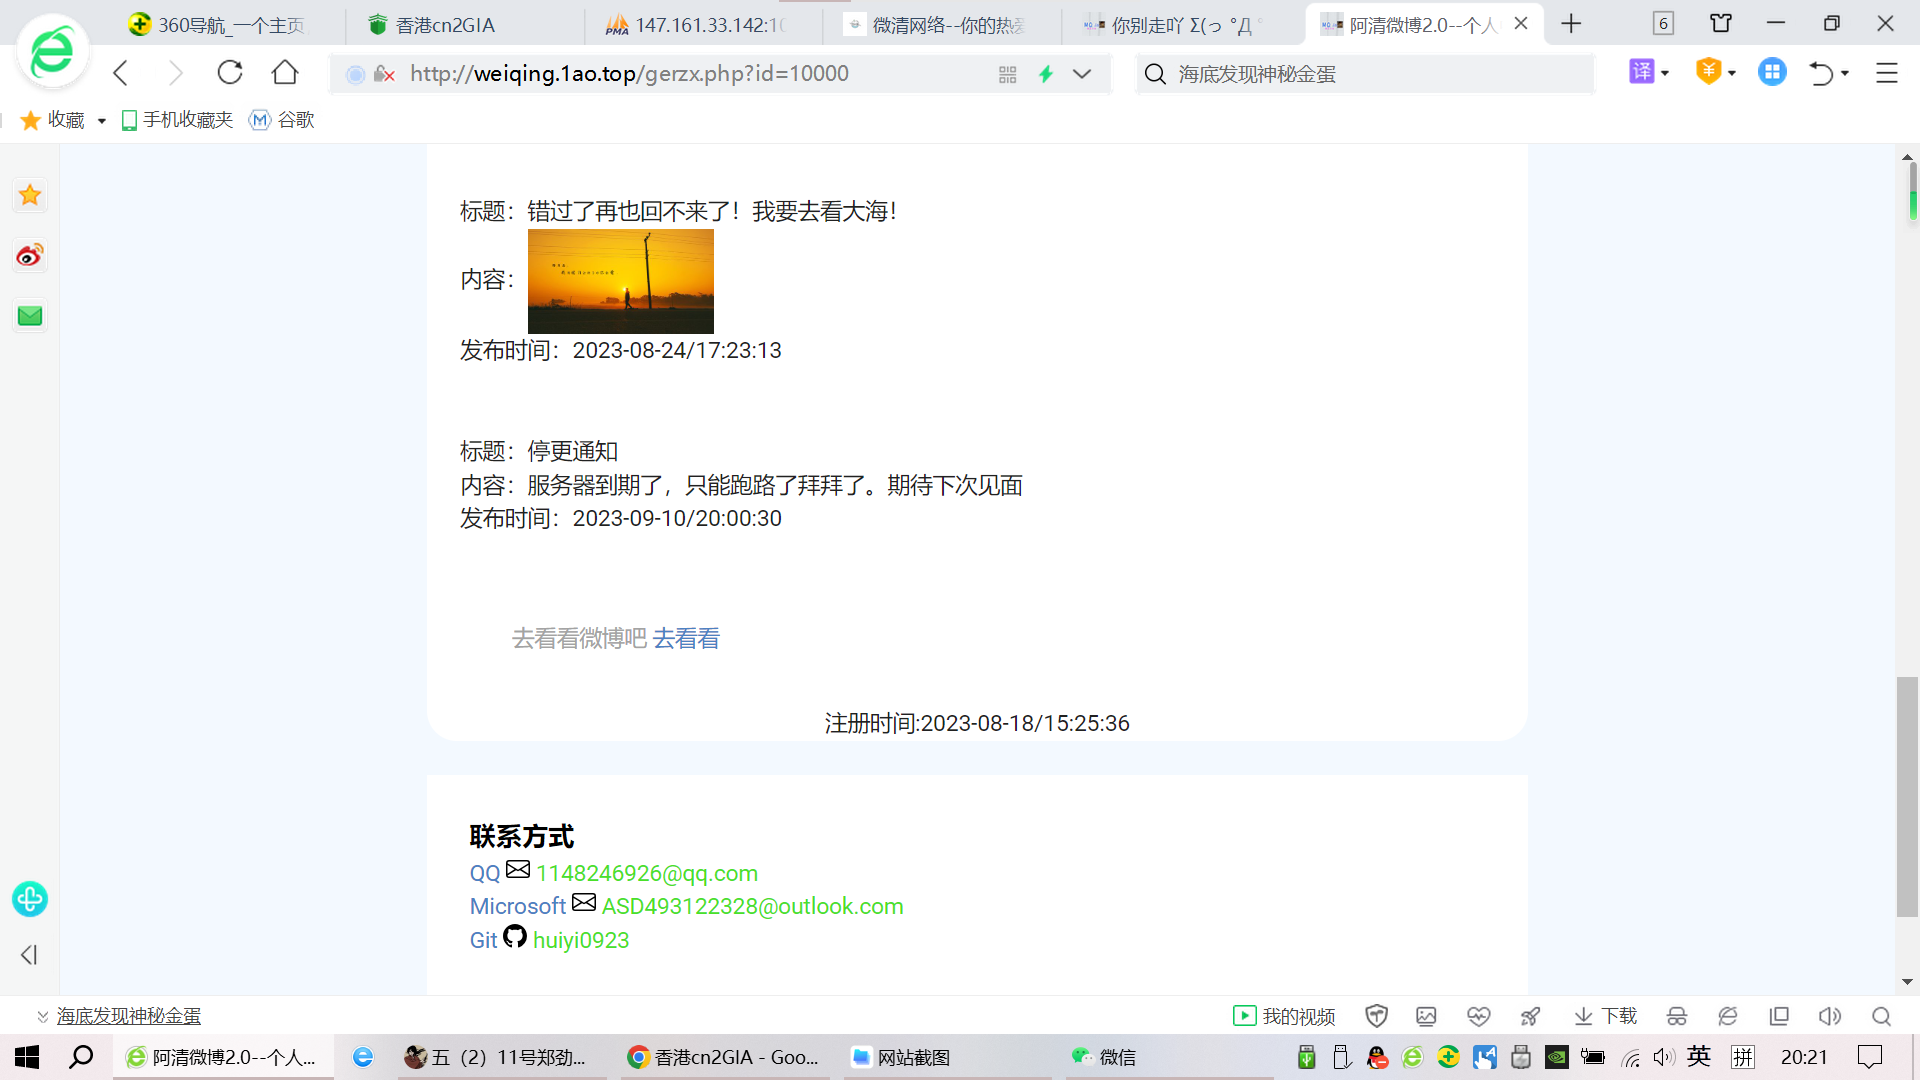 360导航_一个主页
香港cn2GIA
147.161.33.142:10
微清网络--你的热爱
你别走吖 Σ(っ °Д °
阿清微博2.0--个人
6
http://weiqing.1ao.top/gerzx.php?id=10000
海底发现神秘金蛋
译
收藏
手机收藏夹
谷歌
标题：错过了再也回不来了！我要去看大海！
内容：
发布时间：2023-08-24/17:23:13
标题：停更通知
内容：服务器到期了，只能跑路了拜拜了。期待下次见面
发布时间：2023-09-10/20:00:30
去看看微博吧 去看看
注册时间:2023-08-18/15:25:36
联系方式
QQ 1148246926@qq.com
Microsoft ASD493122328@outlook.com
Git huiyi0923
海底发现神秘金蛋
我的视频
下载
阿清微博2.0--个人...
五（2）11号郑劲...
香港cn2GIA - Goo...
网站截图
微信
英
拼
20:21